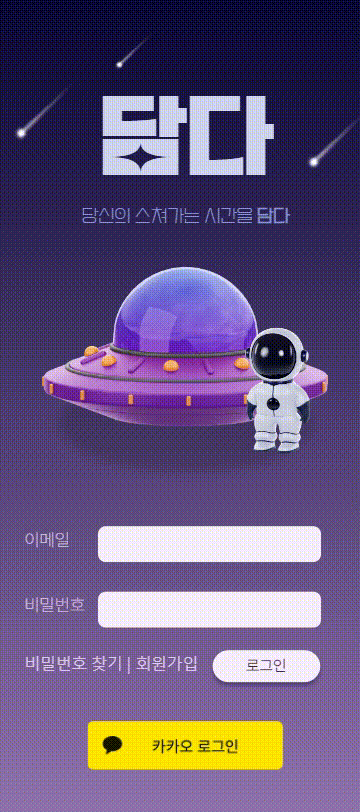 담다
당신의 스쳐가는 시간을 담다
이메일
비밀번호
비밀번호 찾기 | 회원가입 로그인
카카오 로그인